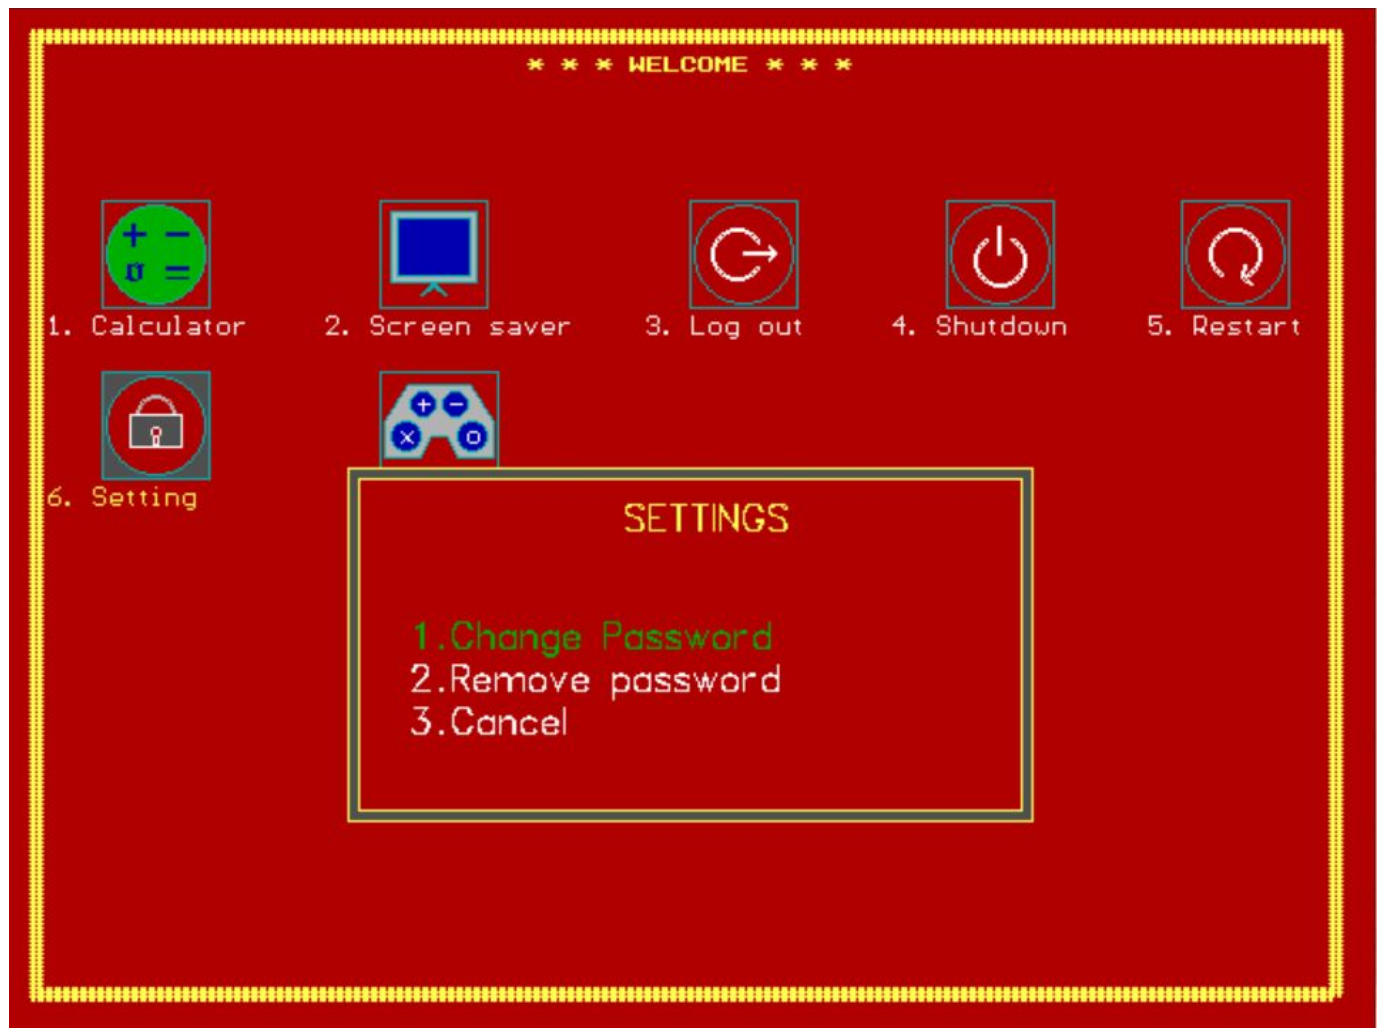 * * * WELCOME * * *
1. Calculator
2. Screen saver
3. Log out
4. Shutdown
5. Restart
6. Setting
SETTINGS
1.Change Password
2.Remove password
3.Cancel